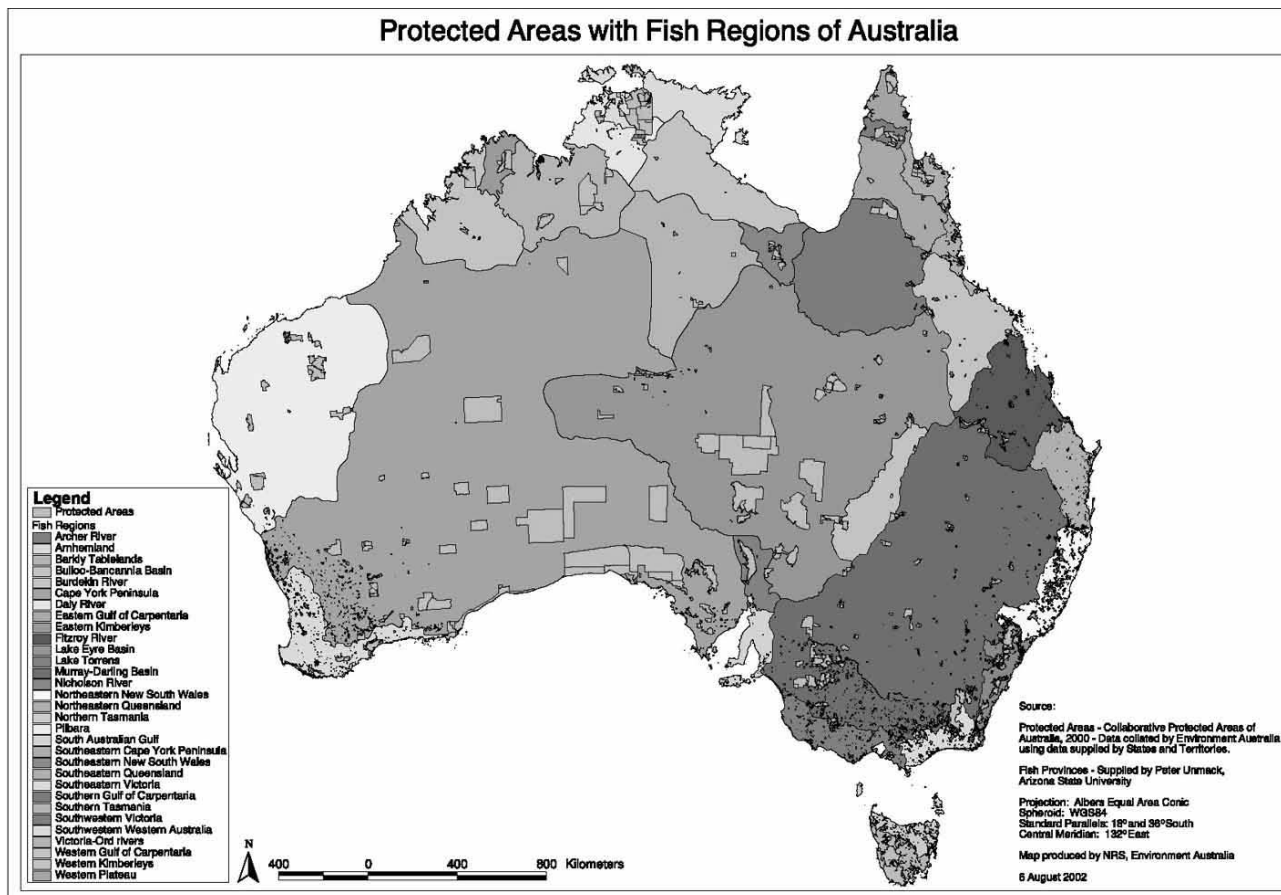 Protected Areas with Fish Regions of Australia
Legend
Protected Areas
Fish Regions
Archer River
Arnhemland
Barkly Tablelands
Bulloo-Bancannia Basin
Burdekin River
Cape York Peninsula
Daly River
Eastern Gulf of Carpentaria
Eastern Kimberleys
Fitzroy River
Lake Eyre Basin
Lake Torrens
Murray-Darling Basin
Nicholson River
Northeastern New South Wales
Northeastern Queensland
Northern Tasmania
Pilbara
South Australian Gulf
Southeastern Cape York Peninsula
Southeastern New South Wales
Southeastern Queensland
Southeastern Victoria
Southern Gulf of Carpentaria
Southern Tasmania
Southwestern Victoria
Southwestern Western Australia
Victoria-Ord rivers
Western Gulf of Carpentaria
Western Kimberleys
Western Plateau
N
400 0 400 800 Kilometers
Source:
Protected Areas - Collaborative Protected Areas of
Australia, 2000 - Data collated by Environment Australia
using data supplied by States and Territories.
Fish Provinces - Supplied by Peter Unmack,
Arizona State University
Projection: Albers Equal Area Conic
Spheroid: WGS84
Standard Parallels: 18° and 36° South
Central Meridian: 132° East
Map produced by NRS, Environment Australia
6 August 2002